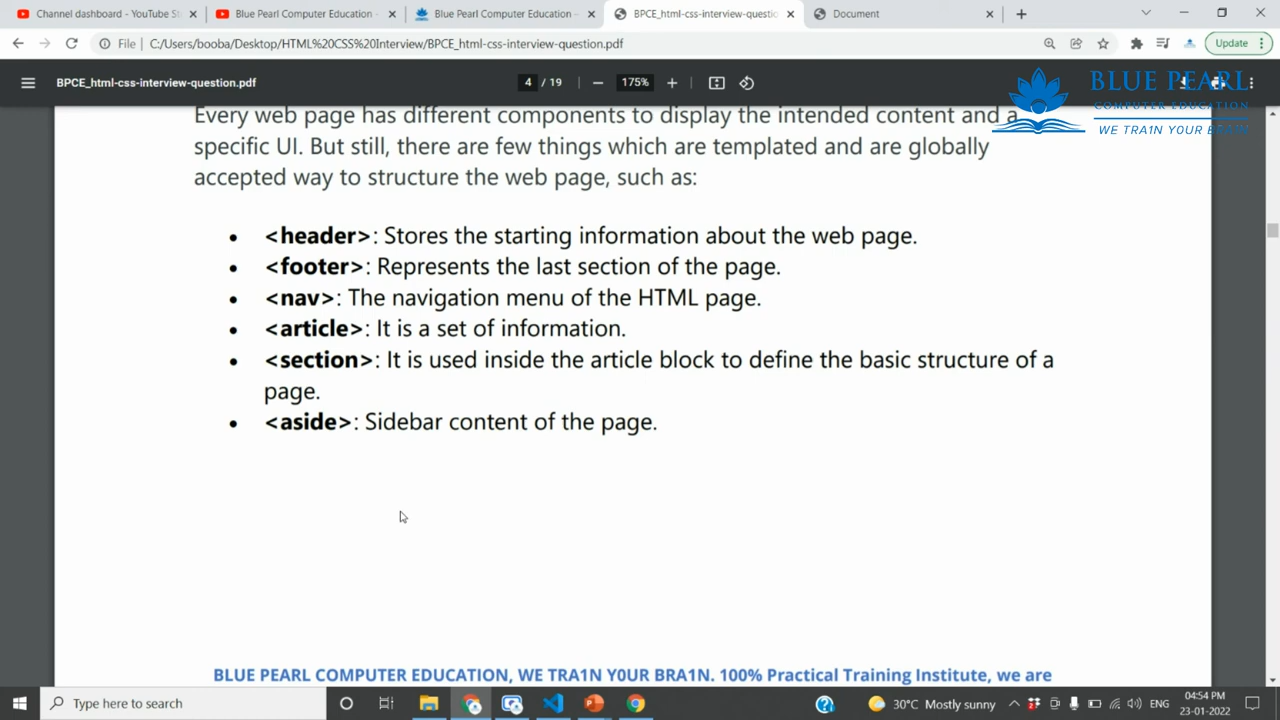 Channel dashboard - YouTube St
Blue Pearl Computer Education -
Blue Pearl Computer Education -
BPCE_html-css-interview-questio
Document
File
C:/Users/booba/Desktop/HTML%20CSS%20Interview/BPCE_html-css-interview-question.pdf
Update
BPCE_html-css-interview-question.pdf
4 / 19
175%
BLUE PEARL
COMPUTER EDUCATION
WE TRA1N Y0UR BRA1N
Every web page has different components to display the intended content and a
specific UI. But still, there are few things which are templated and are globally
accepted way to structure the web page, such as:
• <header>: Stores the starting information about the web page.
• <footer>: Represents the last section of the page.
• <nav>: The navigation menu of the HTML page.
• <article>: It is a set of information.
• <section>: It is used inside the article block to define the basic structure of a
page.
• <aside>: Sidebar content of the page.
BLUE PEARL COMPUTER EDUCATION, WE TRA1N Y0UR BRA1N. 100% Practical Training Institute, we are
Type here to search
30°C Mostly sunny
ENG
04:54 PM
23-01-2022